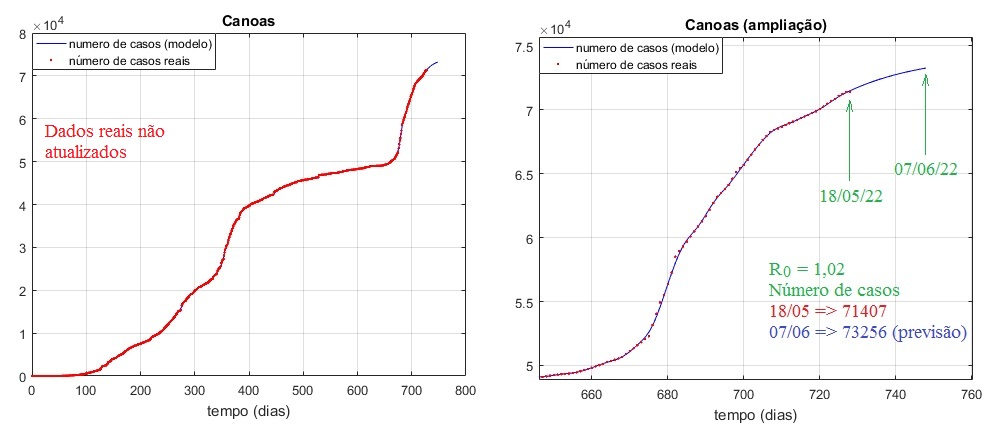 Canoas
×10⁴
numero de casos (modelo)
número de casos reais
Dados reais não
atualizados
8
7
6
5
4
3
2
1
0
0 100 200 300 400 500 600 700 800
tempo (dias)
Canoas (ampliação)
×10⁴
numero de casos (modelo)
número de casos reais
7.5
7
6.5
6
5.5
5
07/06/22
18/05/22
R0 = 1,02
Número de casos
18/05 => 71407
07/06 => 73256 (previsão)
660 680 700 720 740 760
tempo (dias)